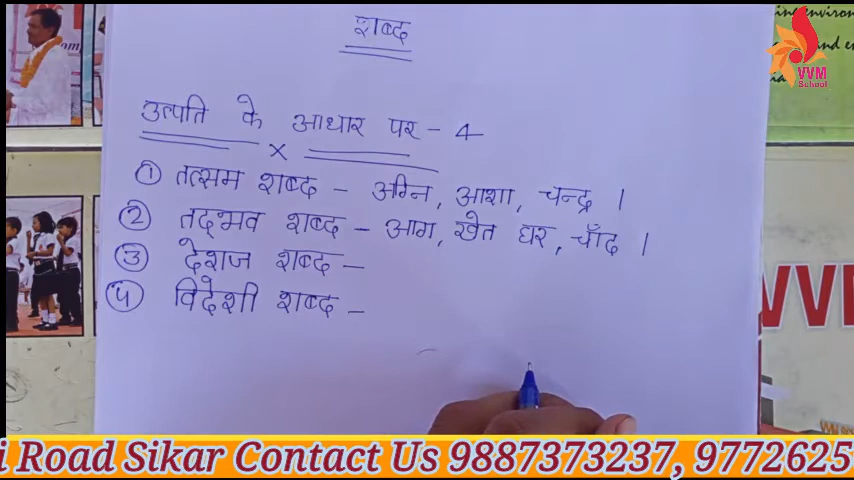 शब्द
उत्पति के आधार पर - 4
×
① तत्सम शब्द - अग्नि, आशा, चन्द्र ।
② तद्भव शब्द - आग, खेत घर, चाँद ।
③ देशज शब्द -
④ विदेशी शब्द -
VVM
School
VVM
i Road Sikar Contact Us 9887373237, 9772625